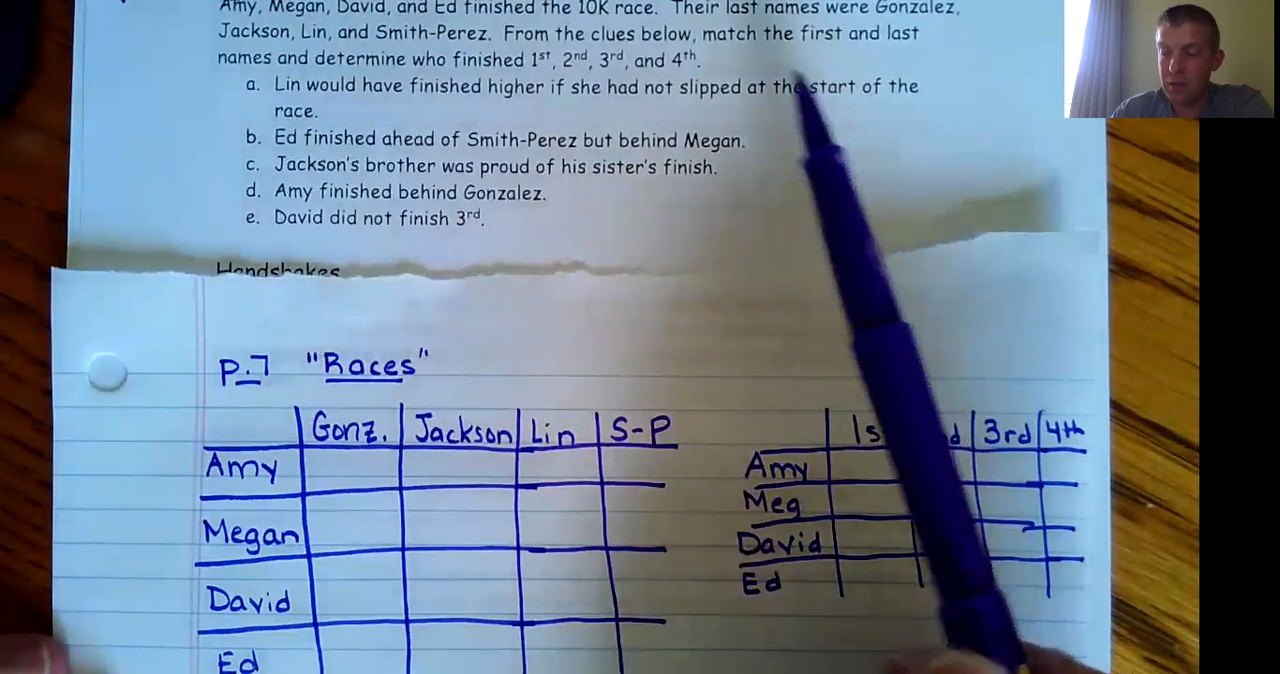 Amy, Megan, David, and Ed finished the 10K race. Their last names were Gonzalez,
Jackson, Lin, and Smith-Perez. From the clues below, match the first and last
names and determine who finished 1st, 2nd, 3rd, and 4th.
a. Lin would have finished higher if she had not slipped at the start of the
race.
b. Ed finished ahead of Smith-Perez but behind Megan.
c. Jackson's brother was proud of his sister's finish.
d. Amy finished behind Gonzalez.
e. David did not finish 3rd.
Handshakes
P.7 "Races"
Gonz. Jackson Lin S-P
Amy
Megan
David
Ed
3rd 4th
Amy
Meg
David
Ed